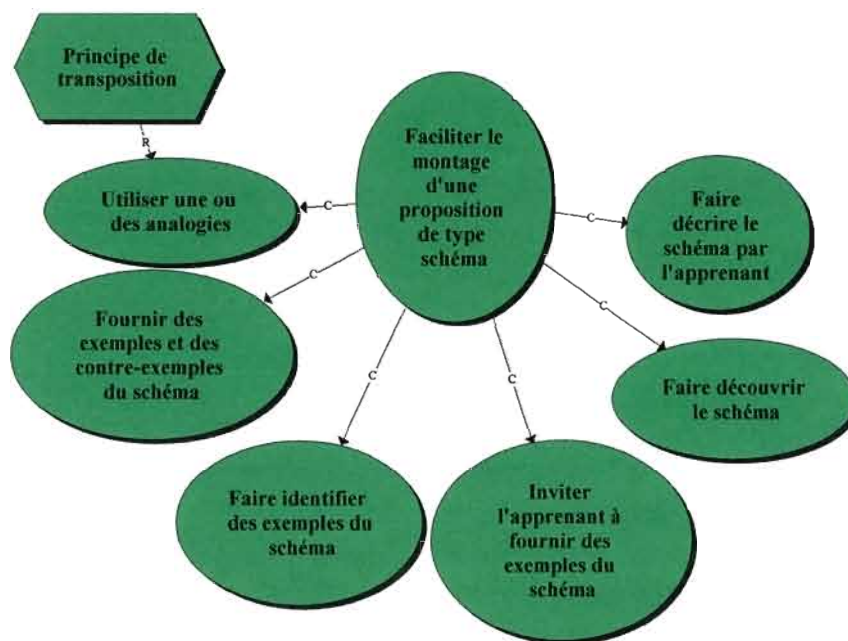 Principe de
transposition
R
Utiliser une ou
des analogies
C
Faciliter le
montage
d'une
proposition
de type
schéma
C
Faire
décrire le
schéma par
l'apprenant
C
Fournir des
exemples et des
contre-exemples
du schéma
C
Faire découvrir
le schéma
C
Faire identifier
des exemples du
schéma
C
Inviter
l'apprenant à
fournir des
exemples du
schéma